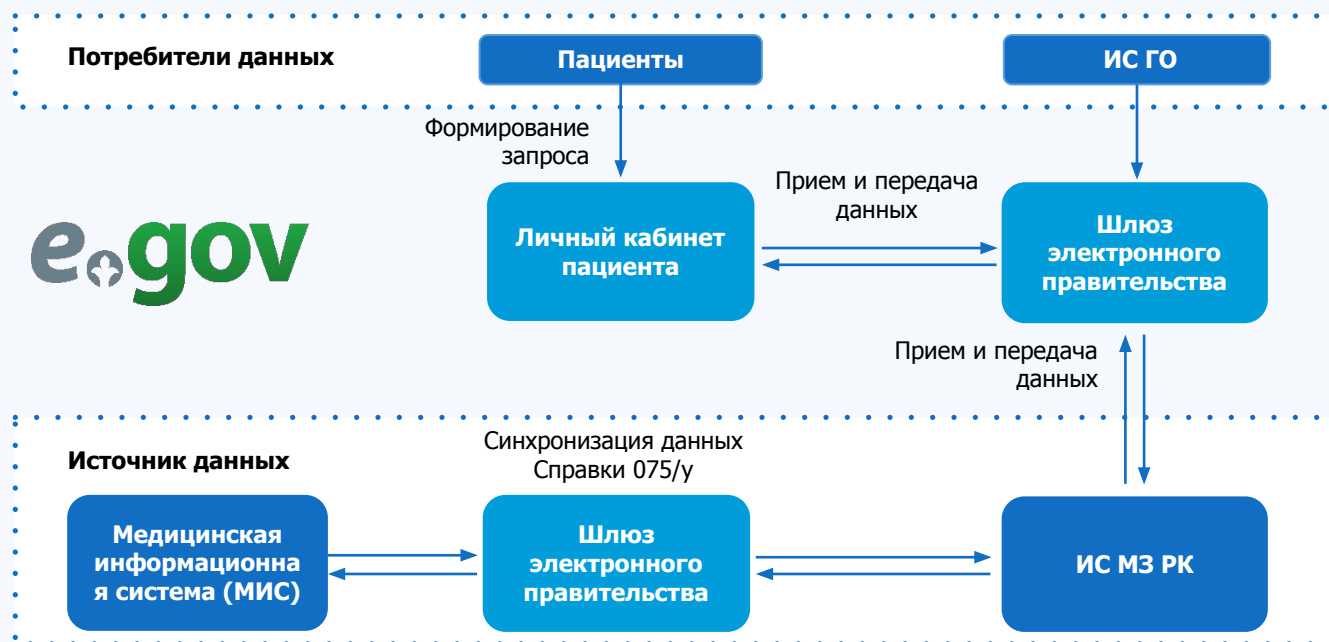 Потребители данных
Пациенты
ИС ГО
Формирование
запроса
Прием и передача
данных
e.gov
Личный кабинет
пациента
Шлюз
электронного
правительства
Прием и передача
данных
Источник данных
Синхронизация данных
Справки 075/у
Медицинская
информационна
я система (МИС)
Шлюз
электронного
правительства
ИС МЗ РК